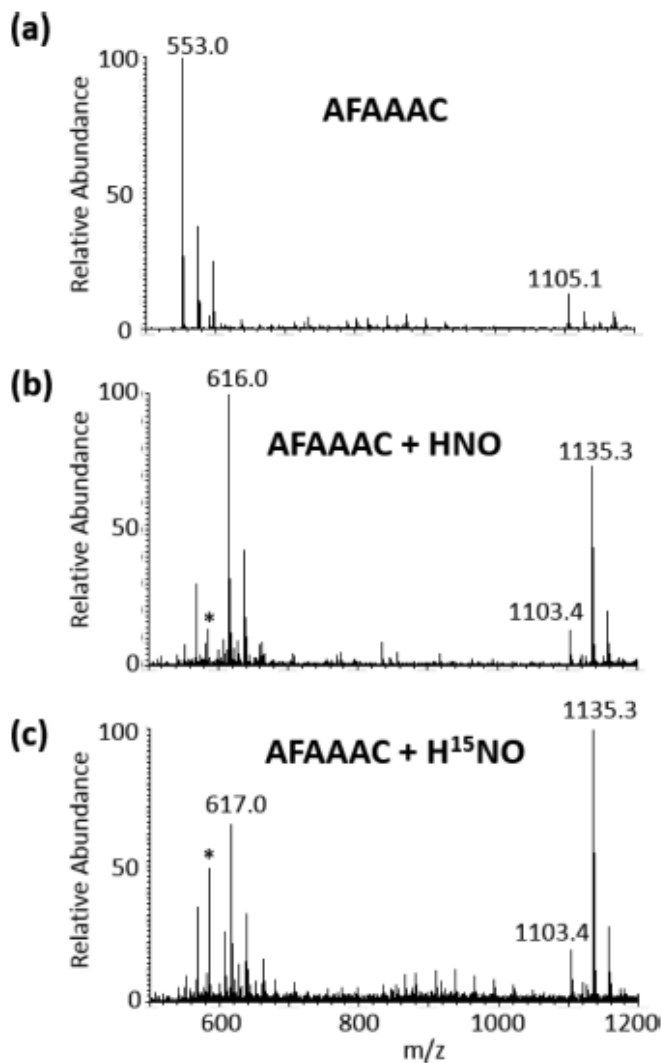 (a)
553.0
100
AFAAAC
Relative Abundance
50
1105.1
0
(b)
616.0
100
AFAAAC + HNO
1135.3
Relative Abundance
50
*
1103.4
0
(c)
1135.3
100
AFAAAC + H¹⁵NO
617.0
Relative Abundance
50
*
1103.4
0
600 800 1000 1200
m/z